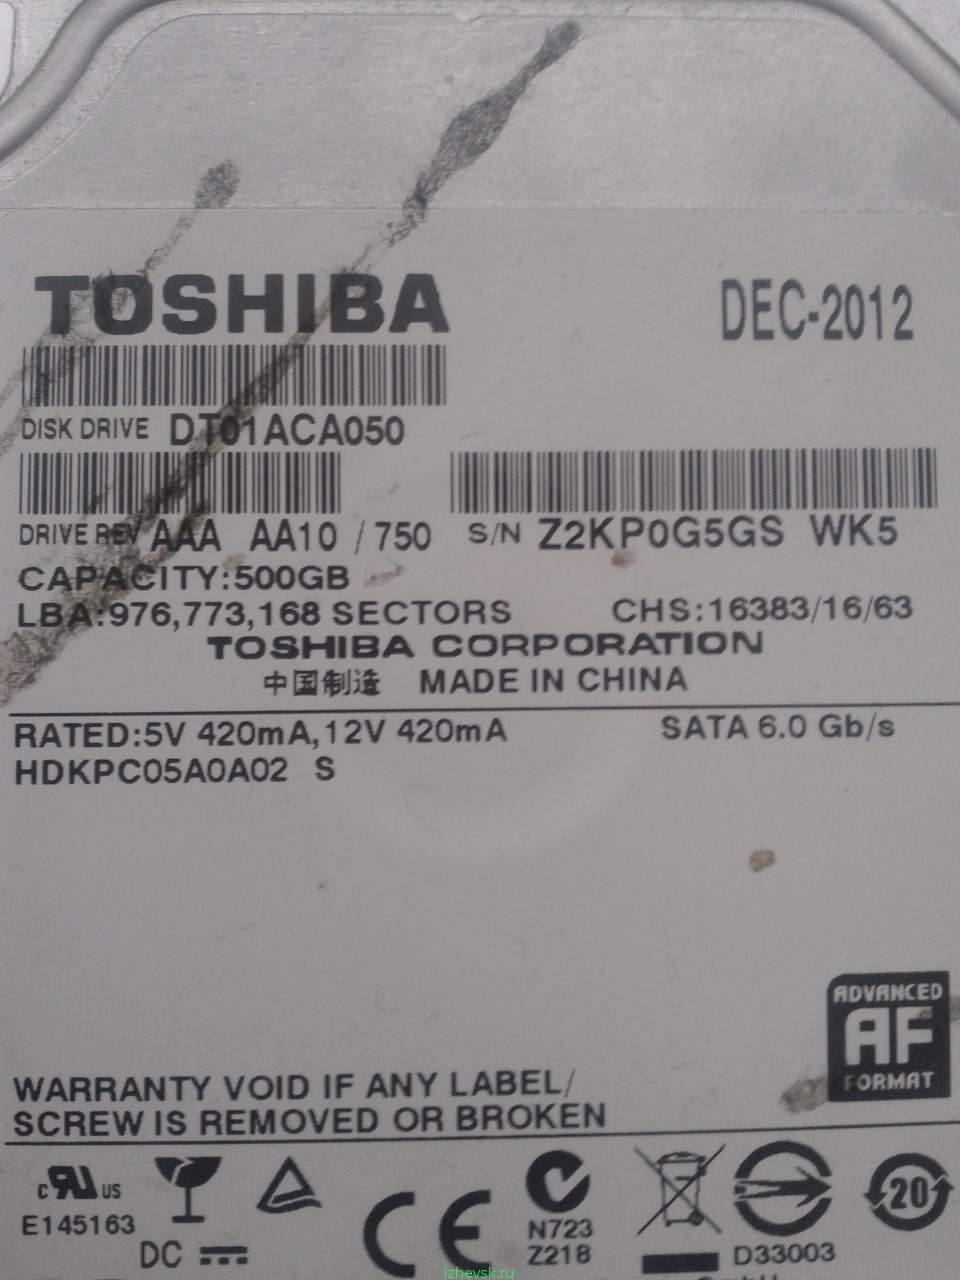 TOSHIBA DEC-2012
DISK DRIVE DT01ACA050
DRIVE REV AAA AA10 / 750 S/N Z2KP0G5GS WK5
CAPACITY:500GB
LBA:976,773,168 SECTORS CHS:16383/16/63
TOSHIBA CORPORATION
中国制造 MADE IN CHINA
RATED:5V 420mA,12V 420mA SATA 6.0 Gb/s
HDKPC05A0A02 S
ADVANCED
AF
FORMAT
WARRANTY VOID IF ANY LABEL/
SCREW IS REMOVED OR BROKEN
c RU US
E145163
DC
CE
N723
Z218
D33003
20
izhevsk.ru